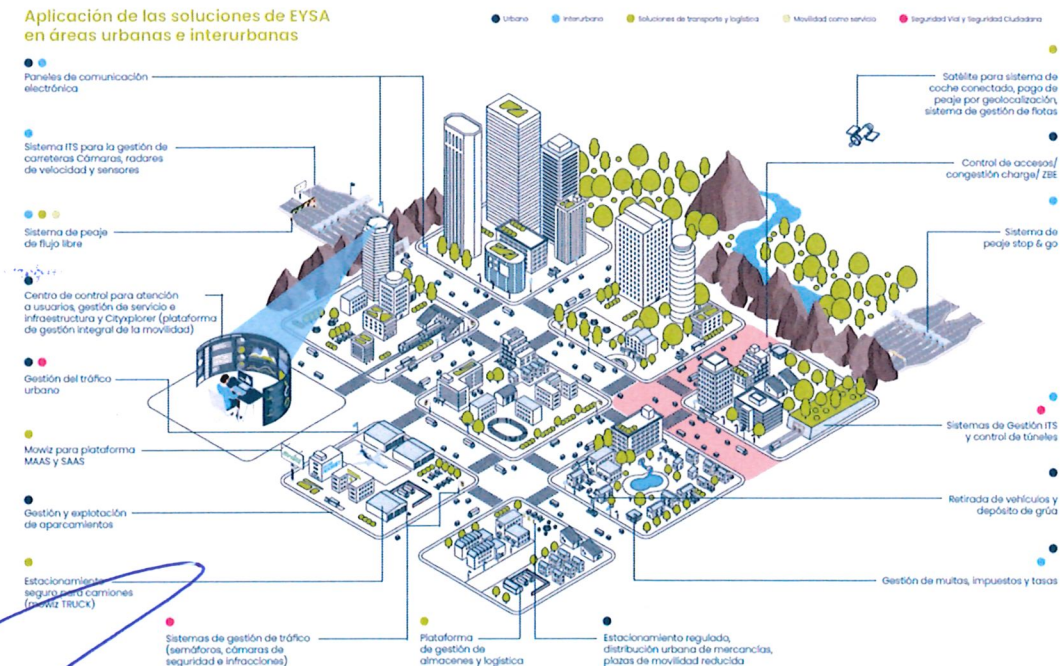 Aplicación de las soluciones de EYSA
en áreas urbanas e interurbanas
Urbano
Interurbano
Soluciones de transporte y logística
Movilidad como servicio
Seguridad Vial y Seguridad Ciudadana
Paneles de comunicación
electrónica
Sistema ITS para la gestión de
carreteras Cámaras, radares
de velocidad y sensores
Sistema de peaje
de flujo libre
Centro de control para atención
a usuarios, gestión de servicio e
infraestructura y Cityxplorer (plataforma
de gestión integral de la movilidad)
Gestión del tráfico
urbano
Mowiz para plataforma
MAAS y SAAS
Gestión y explotación
de aparcamientos
Estacionamiento
seguro para camiones
(mowiz TRUCK)
Sistemas de gestión de tráfico
(semáforos, cámaras de
seguridad e infracciones)
Plataforma
de gestión de
almacenes y logística
Estacionamiento regulado,
distribución urbana de mercancías,
plazas de movilidad reducida
Satélite para sistema de
coche conectado, pago de
peaje por geolocalización,
sistema de gestión de flotas
Control de accesos/
congestión charge/ ZBE
Sistema de
peaje stop & go
Sistemas de Gestión ITS
y control de túneles
Retirada de vehículos y
depósito de grúa
Gestión de multas, impuestos y tasas